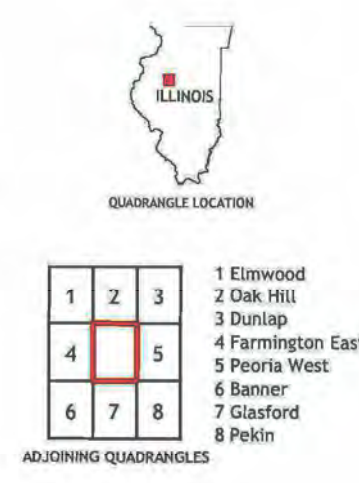 ILLINOIS
QUADRANGLE LOCATION
1 2 3
4 5
6 7 8
1 Elmwood
2 Oak Hill
3 Dunlap
4 Farmington East
5 Peoria West
6 Banner
7 Glasford
8 Pekin
ADJOINING QUADRANGLES